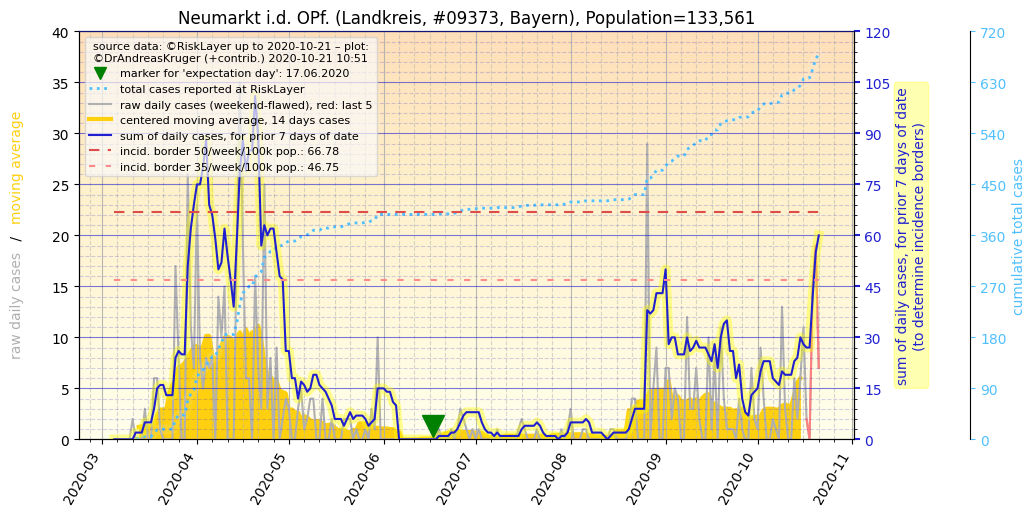 Neumarkt i.d. OPf. (Landkreis, #09373, Bayern), Population=133,561
source data: ©RiskLayer up to 2020-10-21 – plot:
©DrAndreasKruger (+contrib.) 2020-10-21 10:51
marker for 'expectation day': 17.06.2020
total cases reported at RiskLayer
raw daily cases (weekend-flawed), red: last 5
centered moving average, 14 days cases
sum of daily cases, for prior 7 days of date
incid. border 50/week/100k pop.: 66.78
incid. border 35/week/100k pop.: 46.75
raw daily cases / moving average
40
35
30
25
20
15
10
5
0
120
105
90
75
60
45
30
15
0
sum of daily cases, for prior 7 days of date
(to determine incidence borders)
720
630
540
450
360
270
180
90
0
cumulative total cases
2020-03
2020-04
2020-05
2020-06
2020-07
2020-08
2020-09
2020-10
2020-11